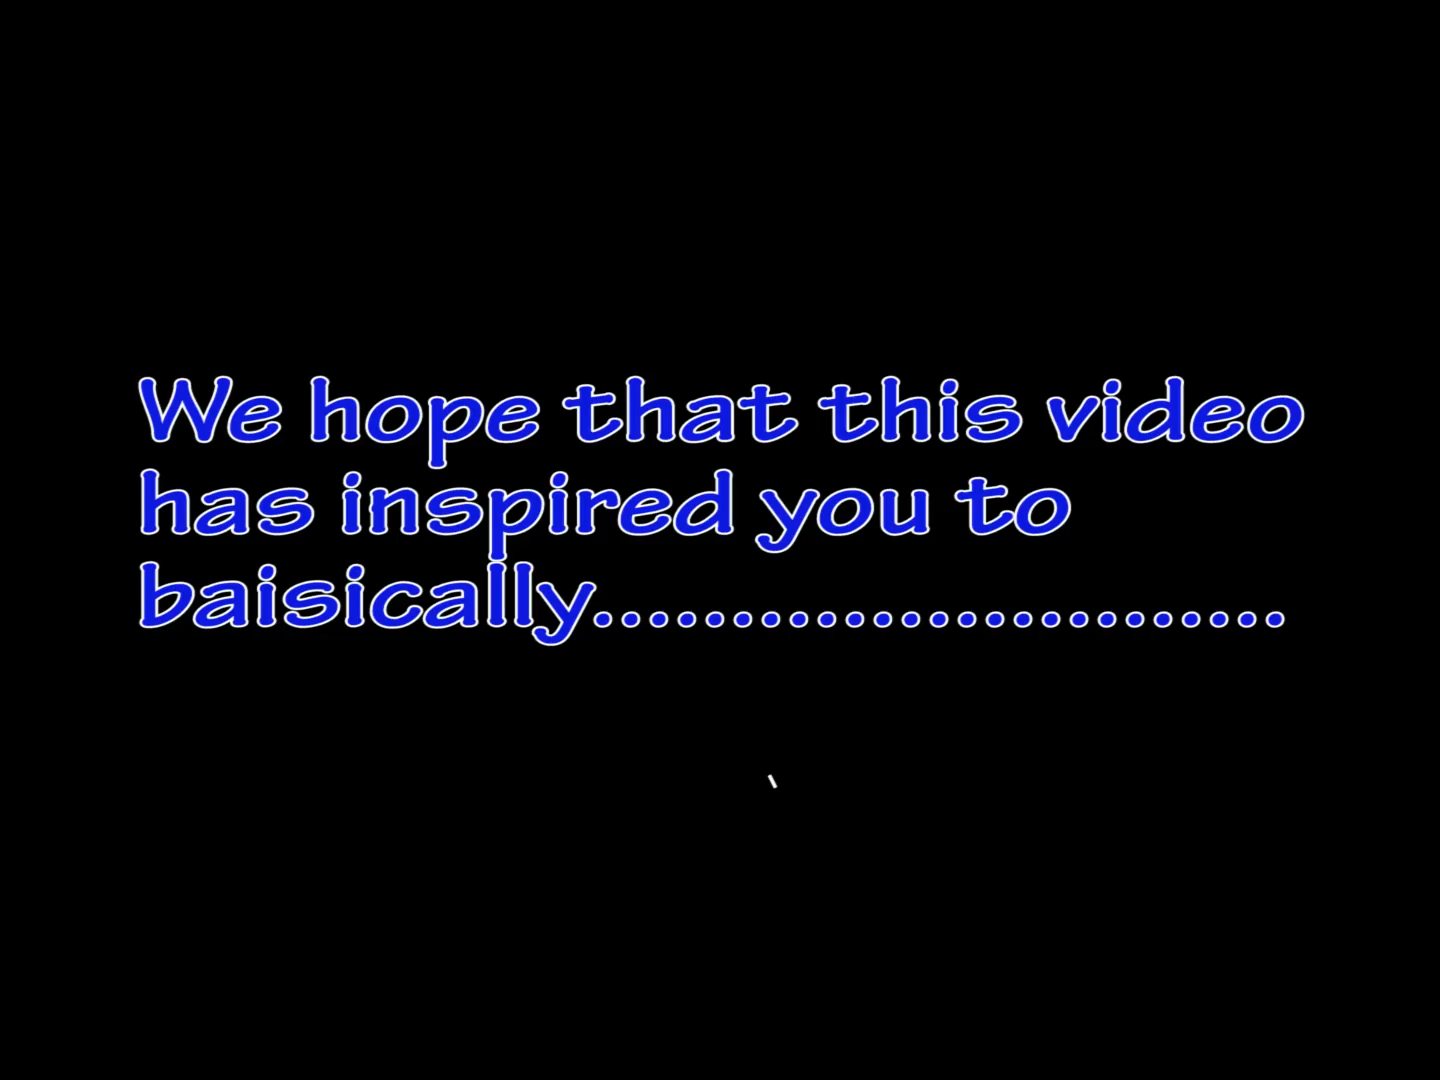 We hope that this video
has inspired you to
baisically.........................